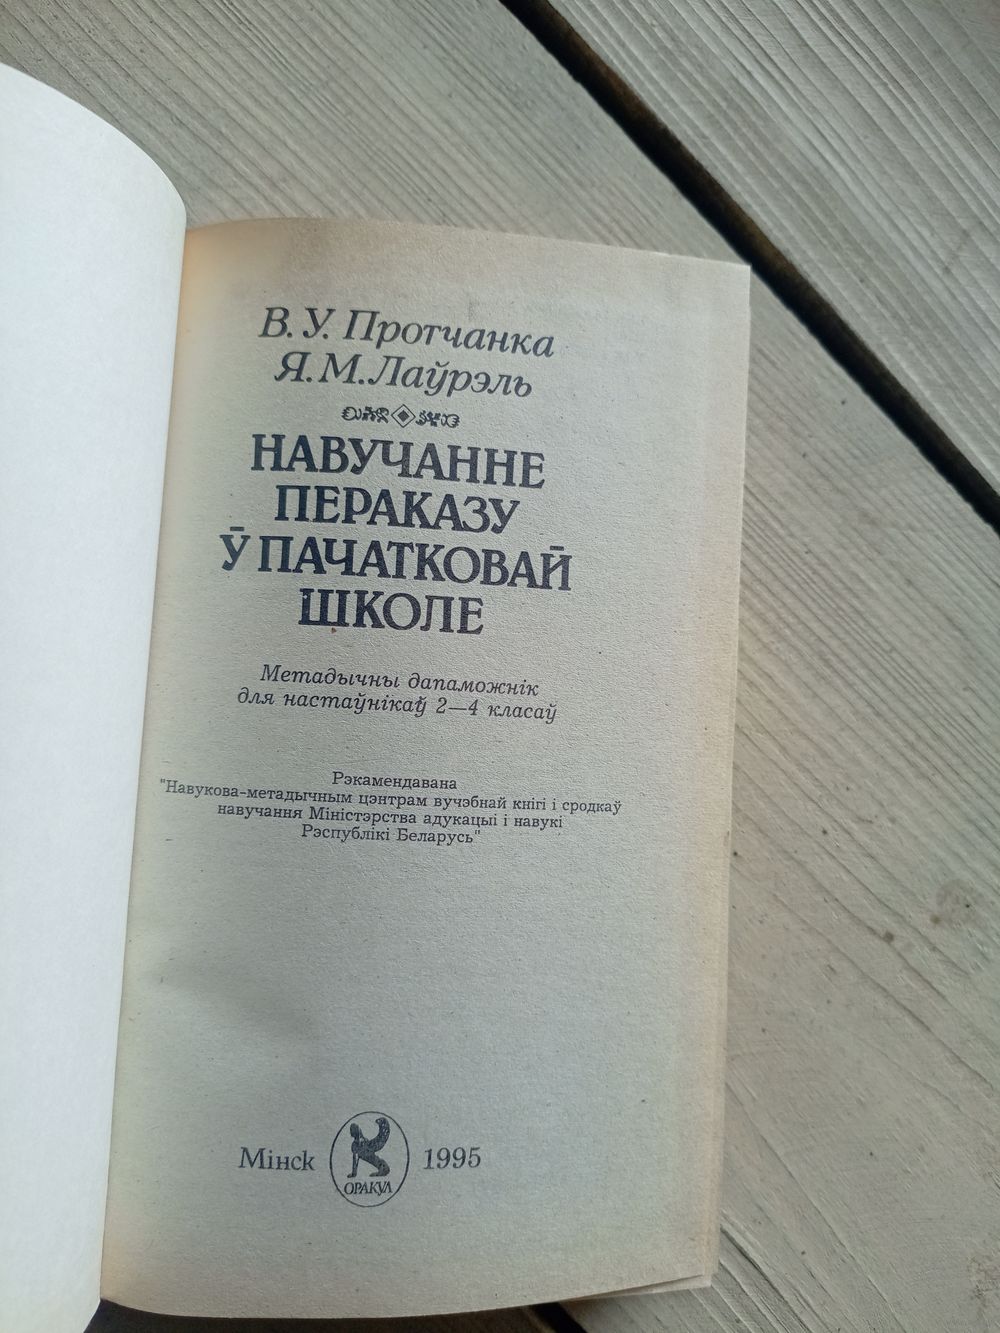 В. У. Протчанка
Я. М. Лаўрэль
НАВУЧАННЕ
ПЕРАКАЗУ
Ў ПАЧАТКОВАЙ
ШКОЛЕ
Метадычны дапаможнік
для настаўнікаў 2—4 класаў
Рэкамендавана
"Навукова-метадычным цэнтрам вучэбнай кнігі і сродкаў
навучання Міністэрства адукацыі і навукі
Рэспублікі Беларусь"
Мінск ОРАКУЛ 1995